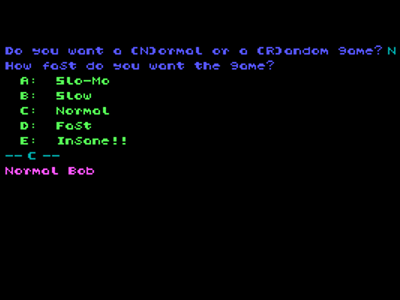 Do you want a (N)ormal or a (R)andom game? N
How fast do you want the game?
A: Slo-Mo
B: Slow
C: Normal
D: Fast
E: Insane!!
-- C --
Normal Bob